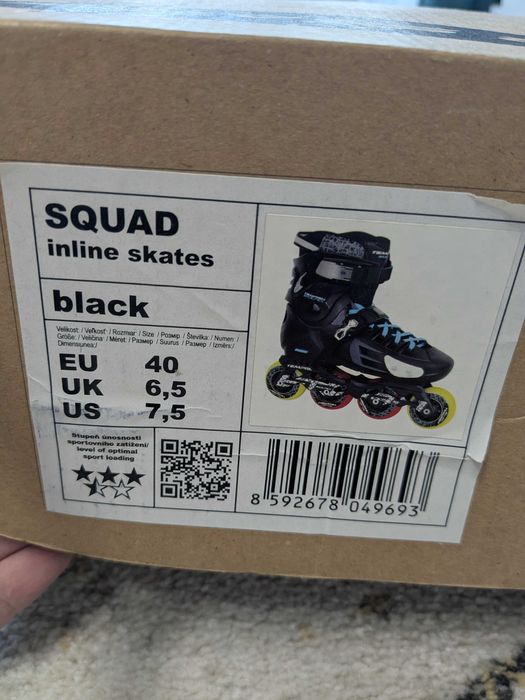 SQUAD
inline skates
black
Velikost: / Veľkosť: / Rozmiar: / Size: / Размер: / Številka: / Numer:
Größe: / Veličina: / Méret: / Размер: / Suurus: / Размер: / Izmērs:/
Dimensiunea:/
EU 40
UK 6,5
US 7,5
Stupeň únosnosti
sportovního zatížení/
level of optimal
sport loading
8 592678 049693